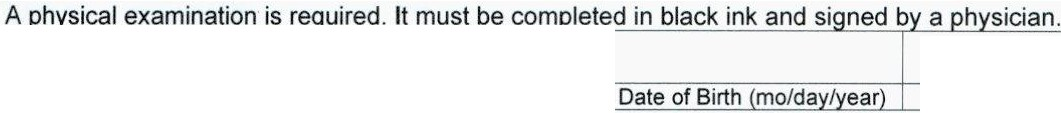 A physical examination is required. It must be completed in black ink and signed by a physician.
Date of Birth (mo/day/year)